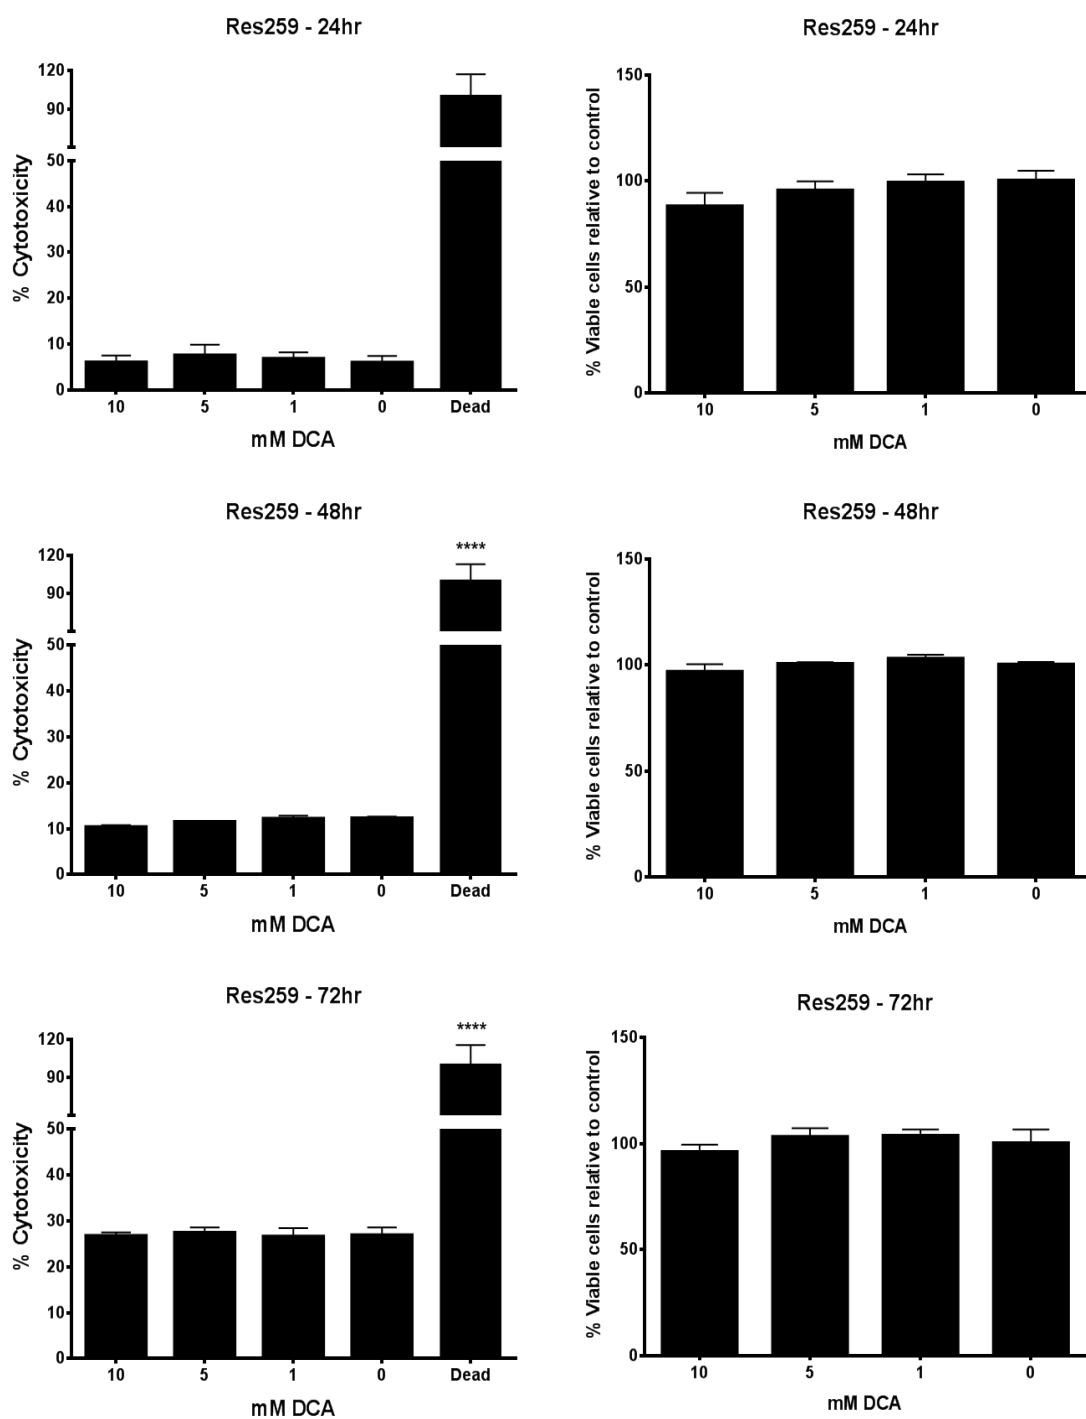 Res259 - 24hr
120
90
50
40
30
20
10
0
% Cytotoxicity
10 5 1 0 Dead
mM DCA
Res259 - 24hr
150
100
50
0
% Viable cells relative to control
10 5 1 0
mM DCA
Res259 - 48hr
****
120
90
50
40
30
20
10
0
% Cytotoxicity
10 5 1 0 Dead
mM DCA
Res259 - 48hr
150
100
50
0
% Viable cells relative to control
10 5 1 0
mM DCA
Res259 - 72hr
****
120
90
50
40
30
20
10
0
% Cytotoxicity
10 5 1 0 Dead
mM DCA
Res259 - 72hr
150
100
50
0
% Viable cells relative to control
10 5 1 0
mM DCA